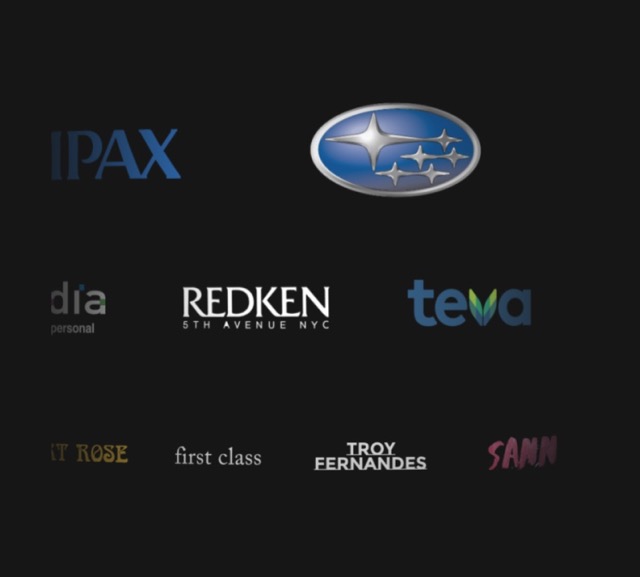 IPAX
dia
personal
REDKEN
5TH AVENUE NYC
teva
T ROSE
first class
TROY
FERNANDES
SANN